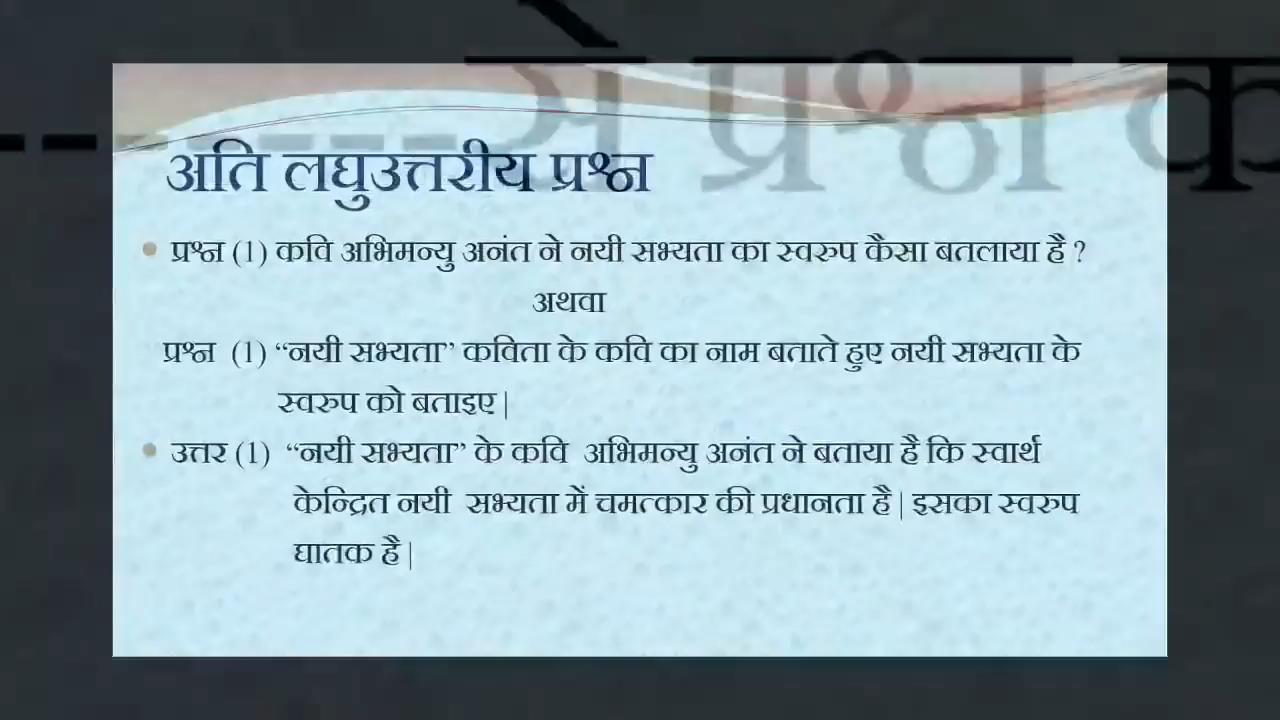 से प्रश्न क
अति लघुउत्तरीय प्रश्न
प्रश्न (1) कवि अभिमन्यु अनंत ने नयी सभ्यता का स्वरुप कैसा बतलाया है ?
अथवा
प्रश्न (1) “नयी सभ्यता” कविता के कवि का नाम बताते हुए नयी सभ्यता के
स्वरुप को बताइए |
उत्तर (1) “नयी सभ्यता” के कवि अभिमन्यु अनंत ने बताया है कि स्वार्थ
केन्द्रित नयी सभ्यता में चमत्कार की प्रधानता है | इसका स्वरुप
घातक है |